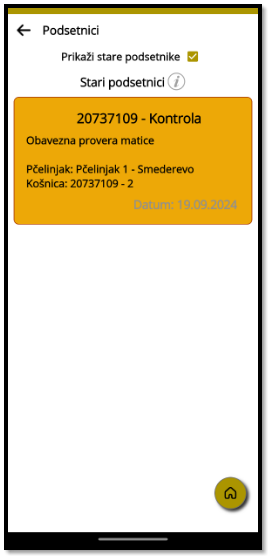 Podsetnici
Prikaži stare podsetnike
Stari podsetnici i
20737109 - Kontrola
Obavezna provera matice
Pčelinjak: Pčelinjak 1 - Smederevo
Košnica: 20737109 - 2
Datum: 19.09.2024